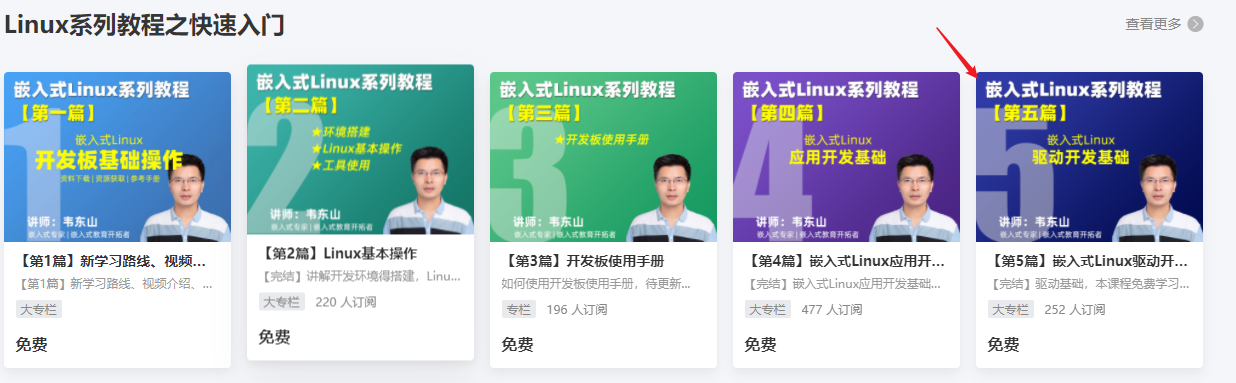 Linux系列教程之快速入门
查看更多
嵌入式Linux系列教程
【第一篇】
1
嵌入式Linux
开发板基础操作
资料下载|资源获取|参考手册
讲师：韦东山
嵌入式专家|嵌入式教育开拓者
【第1篇】新学习路线、视频...
【第1篇】新学习路线、视频介绍、...
大专栏
免费
嵌入式Linux系列教程
【第二篇】
2
★环境搭建
★Linux基本操作
★工具使用
讲师：韦东山
嵌入式专家|嵌入式教育开拓者
【第2篇】Linux基本操作
【完结】讲解开发环境得搭建，Linu...
大专栏 220 人订阅
免费
嵌入式Linux系列教程
【第三篇】
3
★开发板使用手册
讲师：韦东山
嵌入式专家|嵌入式教育开拓者
【第3篇】开发板使用手册
如何使用开发板使用手册，待更新...
专栏 196 人订阅
免费
嵌入式Linux系列教程
【第四篇】
4
嵌入式Linux
应用开发基础
讲师：韦东山
嵌入式专家|嵌入式教育开拓者
【第4篇】嵌入式Linux应用开...
【完结】嵌入式Linux应用开发基础...
大专栏 477 人订阅
免费
嵌入式Linux系列教程
【第五篇】
5
嵌入式Linux
驱动开发基础
讲师：韦东山
嵌入式专家|嵌入式教育开拓者
【第5篇】嵌入式Linux驱动开...
【完结】驱动基础，本课程免费学习...
大专栏 252 人订阅
免费